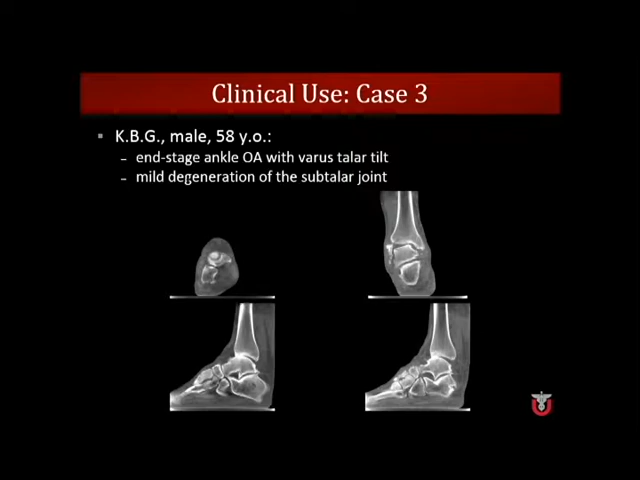 Clinical Use: Case 3
▪ K.B.G., male, 58 y.o.:
– end-stage ankle OA with varus talar tilt
– mild degeneration of the subtalar joint